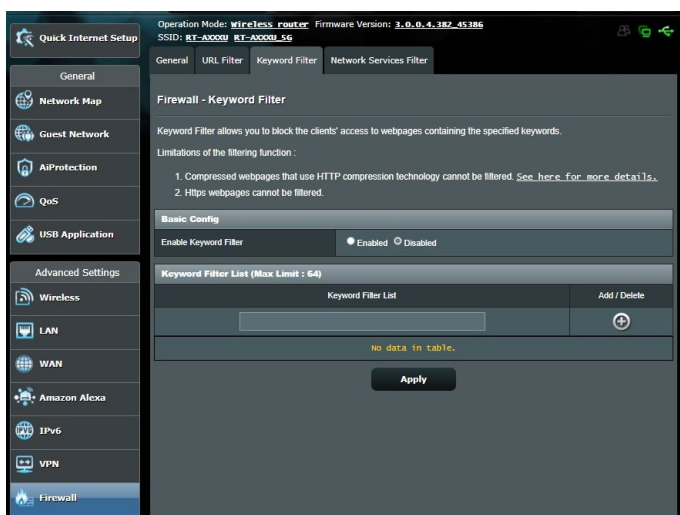 Quick Internet Setup
General
Network Map
Guest Network
AiProtection
QoS
USB Application
Advanced Settings
Wireless
LAN
WAN
Amazon Alexa
IPv6
VPN
Firewall
Operation Mode: Wireless router Firmware Version: 3.0.0.4.382_45386
SSID: RT-AXXXU RT-AXXXU_5G
General URL Filter Keyword Filter Network Services Filter
Firewall - Keyword Filter
Keyword Filter allows you to block the clients' access to webpages containing the specified keywords.
Limitations of the filtering function :
1. Compressed webpages that use HTTP compression technology cannot be filtered. See here for more details.
2. Https webpages cannot be filtered.
Basic Config
Enable Keyword Filter Enabled Disabled
Keyword Filter List (Max Limit : 64)
Keyword Filter List Add / Delete
No data in table.
Apply